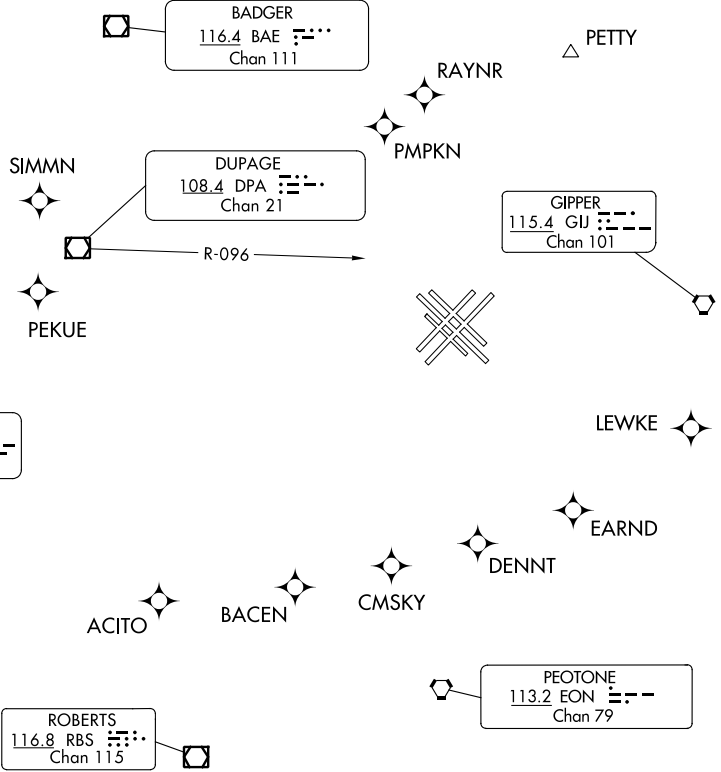 BADGER
116.4 BAE
Chan 111
PETTY
RAYNR
PMPKN
SIMMN
DUPAGE
108.4 DPA
Chan 21
GIPPER
115.4 GIJ
Chan 101
R-096
PEKUE
LEWKE
EARND
DENNT
CMSKY
BACEN
ACITO
PEOTONE
113.2 EON
Chan 79
ROBERTS
116.8 RBS
Chan 115